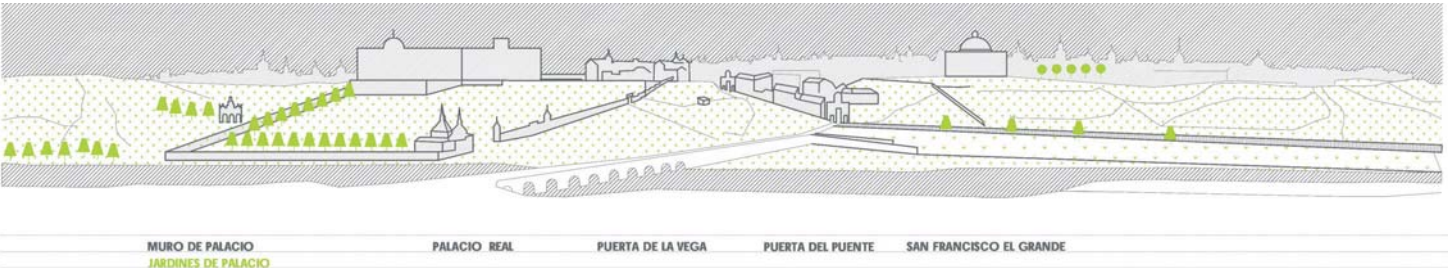 MURO DE PALACIO PALACIO REAL PUERTA DE LA VEGA PUERTA DEL PUENTE SAN FRANCISCO EL GRANDE
JARDINES DE PALACIO